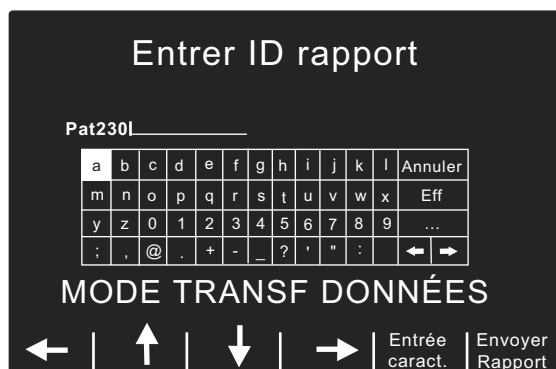 Entrer ID rapport
Pat230
a b c d e f g h i j k l Annuler
m n o p q r s t u v w x Eff
y z 0 1 2 3 4 5 6 7 8 9 ...
; , @ . + - _ ? ' " :
MODE TRANSF DONNÉES
Entrée caract.
Envoyer Rapport